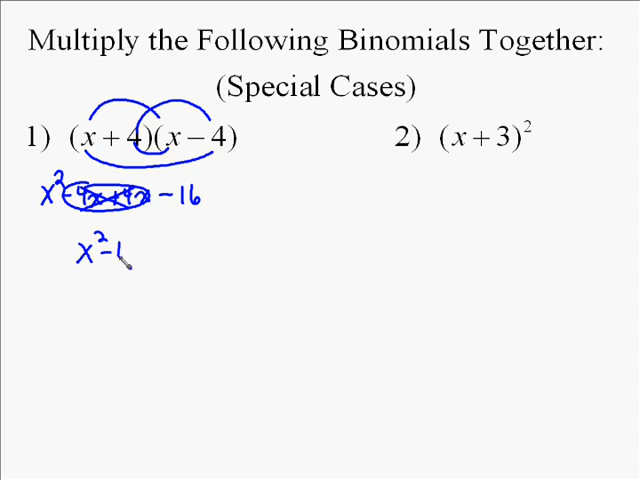 Multiply the Following Binomials Together:
(Special Cases)
1) (x + 4)(x − 4)
2) (x + 3)²
x² − 4x + 4x − 16
x² − 1